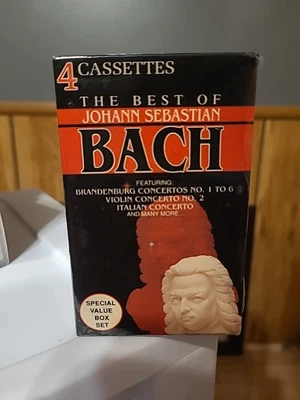 4 CASSETTES
THE BEST OF
JOHANN SEBASTIAN
BACH
FEATURING:
BRANDENBURG CONCERTOS NO. 1 TO 6
VIOLIN CONCERTO NO. 2
ITALIAN CONCERTO
AND MANY MORE...
SPECIAL
VALUE
BOX
SET